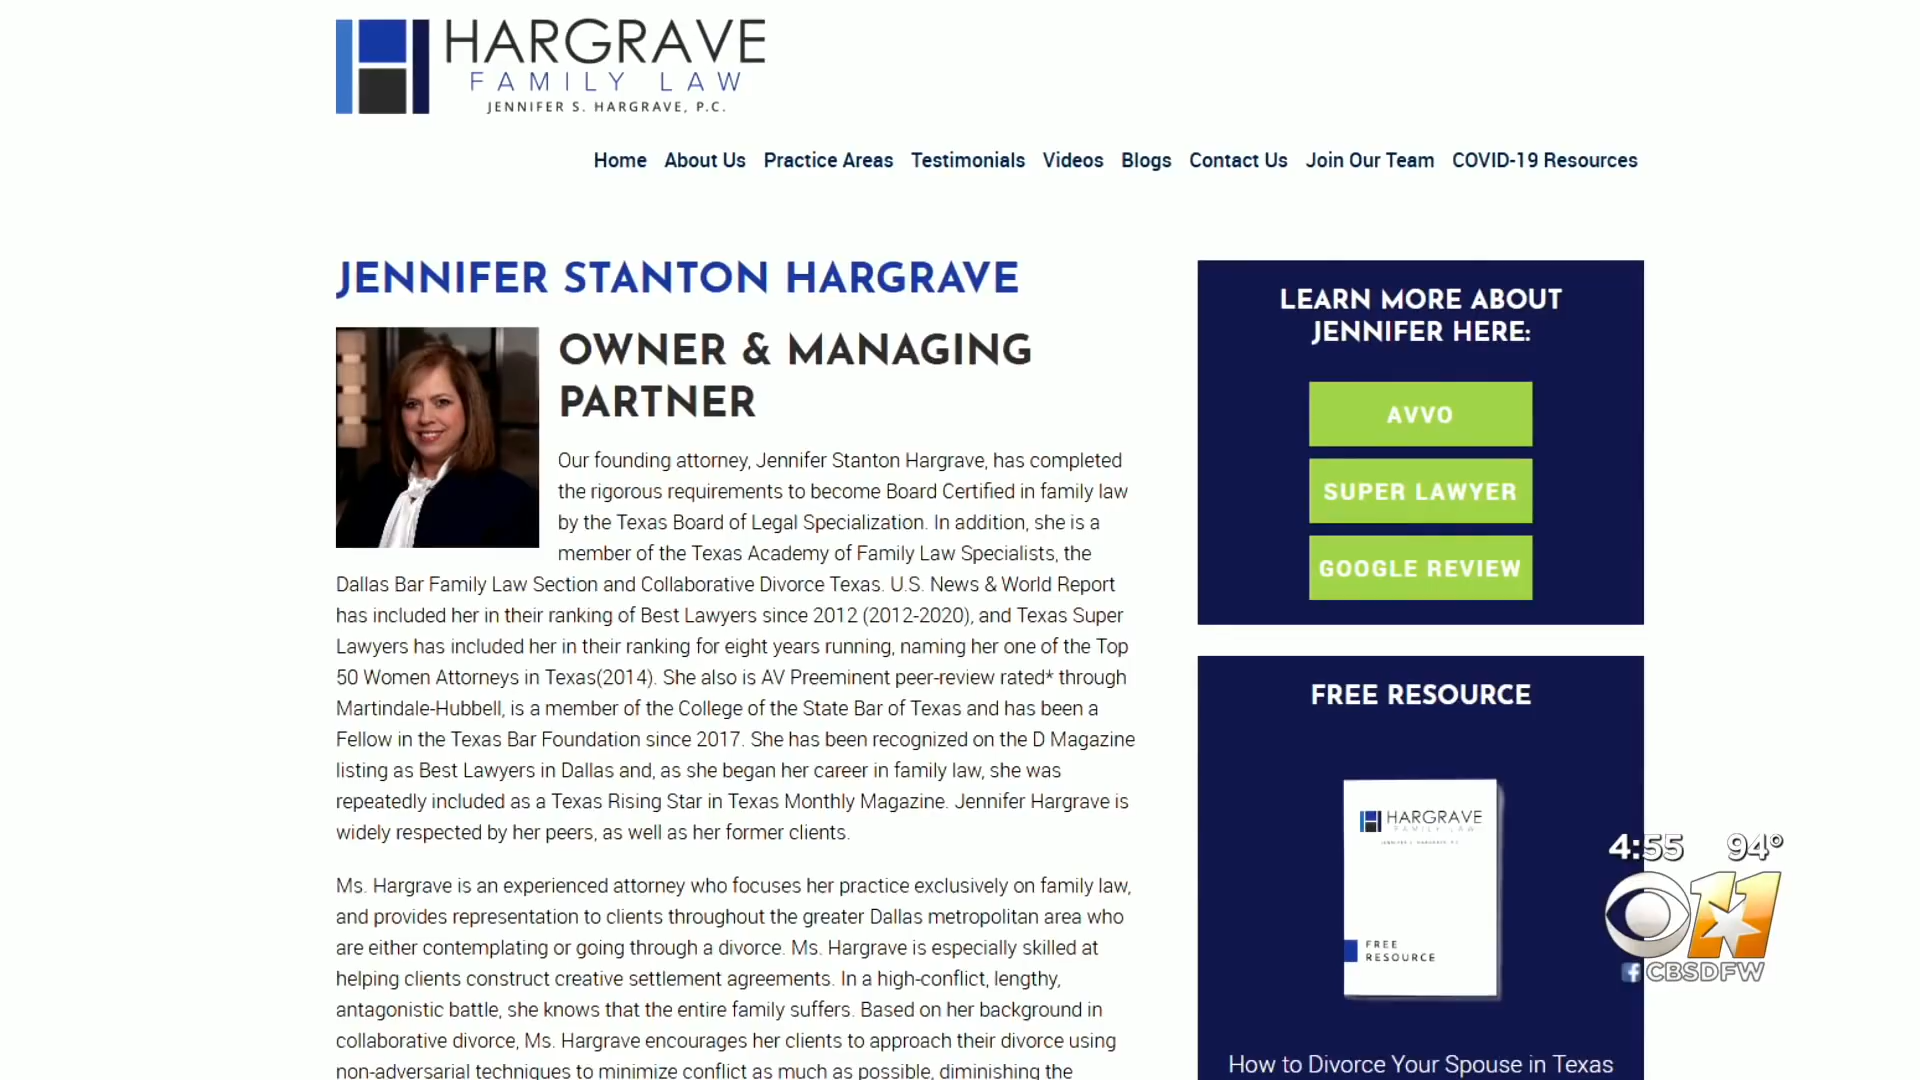 HARGRAVE
FAMILY LAW
JENNIFER S. HARGRAVE, P.C.
Home About Us Practice Areas Testimonials Videos Blogs Contact Us Join Our Team COVID-19 Resources
JENNIFER STANTON HARGRAVE
OWNER & MANAGING
PARTNER
Our founding attorney, Jennifer Stanton Hargrave, has completed
the rigorous requirements to become Board Certified in family law
by the Texas Board of Legal Specialization. In addition, she is a
member of the Texas Academy of Family Law Specialists, the
Dallas Bar Family Law Section and Collaborative Divorce Texas. U.S. News & World Report
has included her in their ranking of Best Lawyers since 2012 (2012-2020), and Texas Super
Lawyers has included her in their ranking for eight years running, naming her one of the Top
50 Women Attorneys in Texas(2014). She also is AV Preeminent peer-review rated* through
Martindale-Hubbell, is a member of the College of the State Bar of Texas and has been a
Fellow in the Texas Bar Foundation since 2017. She has been recognized on the D Magazine
listing as Best Lawyers in Dallas and, as she began her career in family law, she was
repeatedly included as a Texas Rising Star in Texas Monthly Magazine. Jennifer Hargrave is
widely respected by her peers, as well as her former clients.
Ms. Hargrave is an experienced attorney who focuses her practice exclusively on family law,
and provides representation to clients throughout the greater Dallas metropolitan area who
are either contemplating or going through a divorce. Ms. Hargrave is especially skilled at
helping clients construct creative settlement agreements. In a high-conflict, lengthy,
antagonistic battle, she knows that the entire family suffers. Based on her background in
collaborative divorce, Ms. Hargrave encourages her clients to approach their divorce using
non-adversarial techniques to minimize conflict as much as possible, diminishing the
LEARN MORE ABOUT
JENNIFER HERE:
AVVO
SUPER LAWYER
GOOGLE REVIEW
FREE RESOURCE
HARGRAVE
FAMILY LAW
JENNIFER S. HARGRAVE, P.C.
FREE
RESOURCE
How to Divorce Your Spouse in Texas
4:55 94°
11
CBSDFW